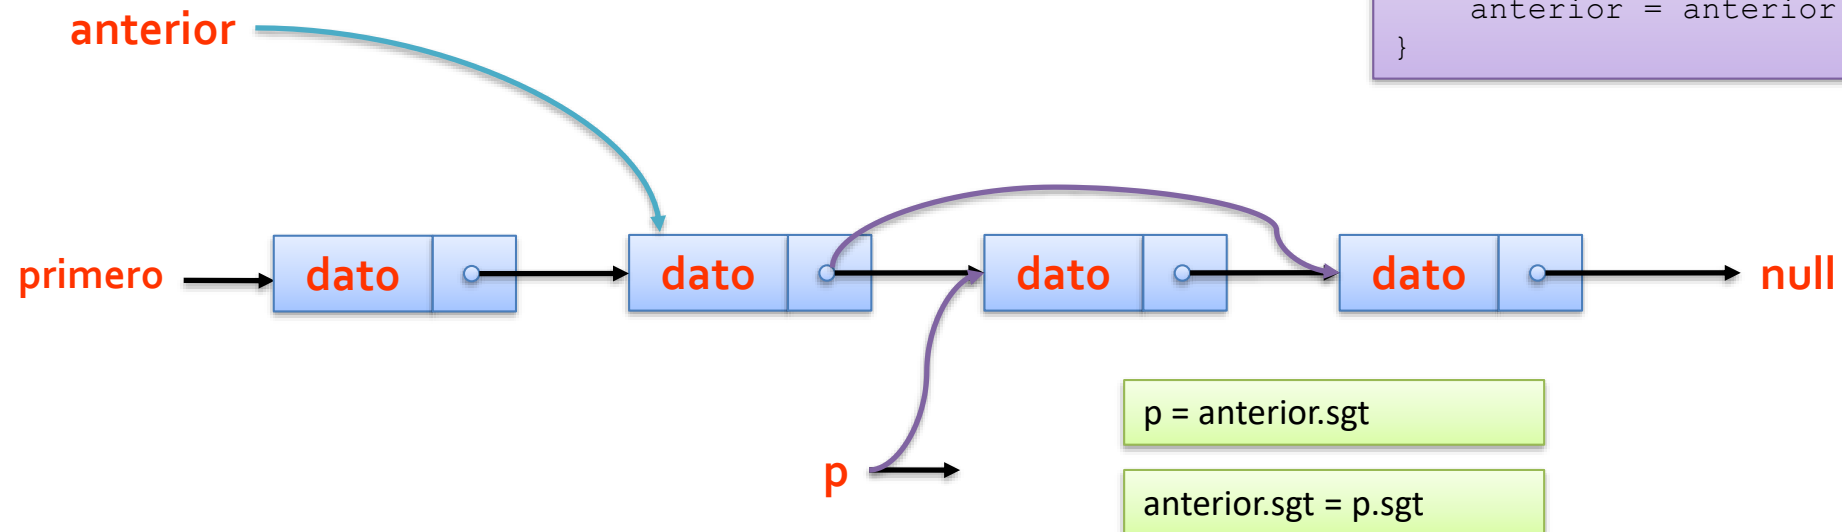 anterior = anterior
}
anterior
primero
dato
dato
dato
dato
null
p
p = anterior.sgt
anterior.sgt = p.sgt